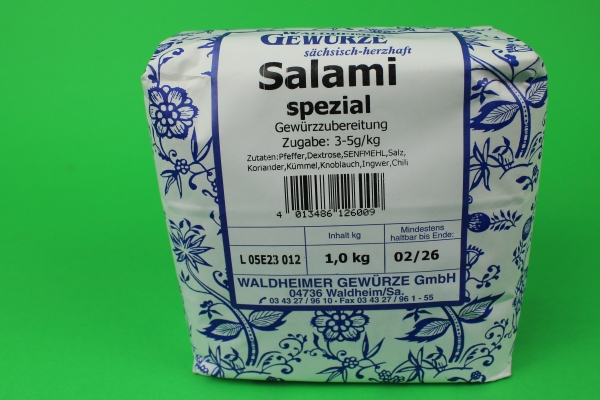 WALDHEIMER
GEWÜRZE
sächsisch-herzhaft
Salami
spezial
Gewürzzubereitung
Zugabe: 3-5g/kg
Zutaten:Pfeffer,Dextrose,SENFMEHL,Salz,
Koriander,Kümmel,Knoblauch,Ingwer,Chili
4 013486 126009
Inhalt kg
Mindestens
haltbar bis Ende:
L 05E23 012
1,0 kg
02/26
WALDHEIMER GEWÜRZE GmbH
04736 Waldheim/Sa.
03 43 27 / 96 10 - Fax 03 43 27 / 96 1 - 55